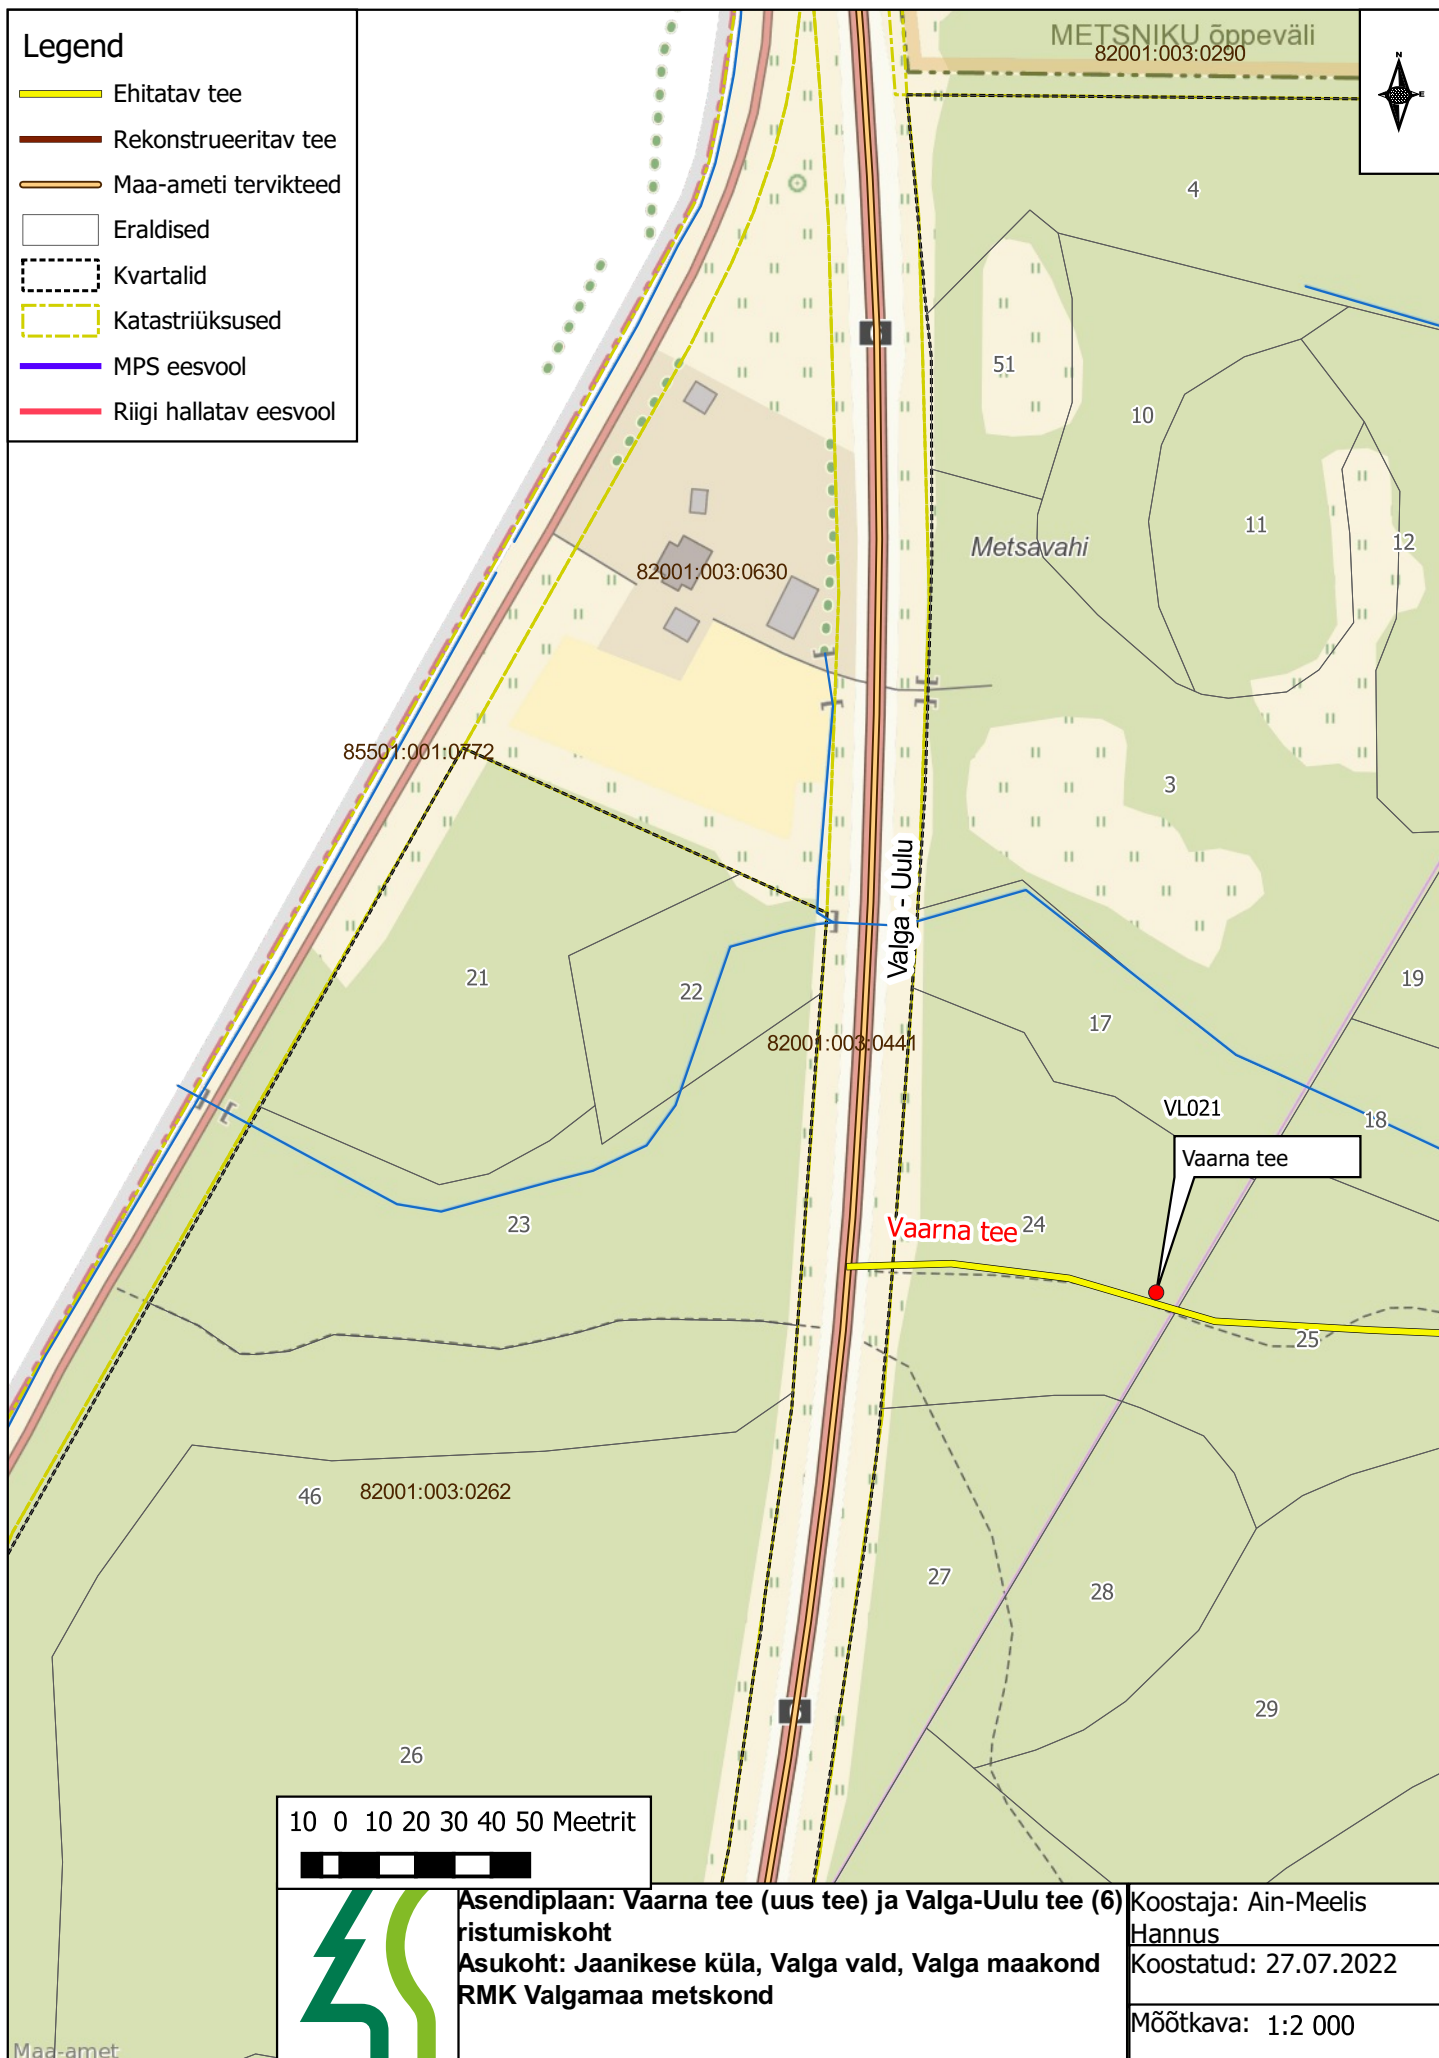 Legend
Ehitatav tee
Rekonstrueeritav tee
Maa-ameti tervikteed
Eraldised
Kvartalid
Katastriüksused
MPS eesvool
Riigi hallatav eesvool
METSNIKU õppeväli
82001:003:0290
N
E
4
6
51
10
11
12
Metsavahi
82001:003:0630
85501:001:0772
3
Valga - Uulu
21
22
19
17
82001:003:0441
VL021
18
Vaarna tee
23
Vaarna tee
24
25
46
82001:003:0262
27
28
29
6
26
10 0 10 20 30 40 50 Meetrit
Asendiplaan: Vaarna tee (uus tee) ja Valga-Uulu tee (6)
ristumiskoht
Asukoht: Jaanikese küla, Valga vald, Valga maakond
RMK Valgamaa metskond
Koostaja: Ain-Meelis
Hannus
Koostatud: 27.07.2022
Mõõtkava: 1:2 000
Maa-amet